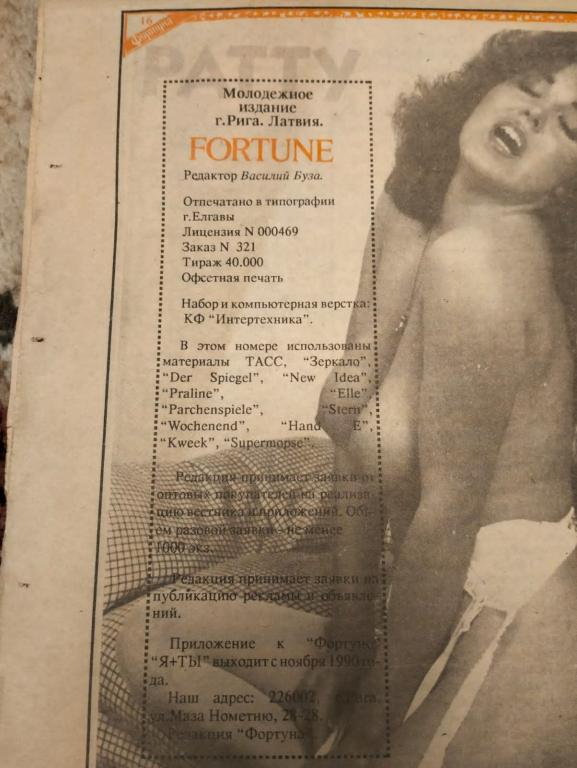 16
Фортуна
Молодежное
издание
г.Рига. Латвия.
FORTUNE
Редактор Василий Буза.
Отпечатано в типографии
г.Елгавы
Лицензия N 000469
Заказ N 321
Тираж 40.000
Офсетная печать
Набор и компьютерная верстка:
КФ "Интертехника".
В этом номере использованы
материалы ТАСС, "Зеркало",
"Der Spiegel", "New Idea",
"Praline", "Elle",
"Parchenspiele", "Stern",
"Wochenend", "Hand E",
"Kweek", "Supermopse".
Редакция принимает заявки от
оптовых покупателей на реализа-
цию вестника и приложений. Объ-
ем разовой заявки - не менее
1000 экз.
Редакция принимает заявки на
публикацию рекламы и объявле-
ний.
Приложение к "Фортуне"
"Я+ТЫ" выходит с ноября 1990 го-
да.
Наш адрес: 226002, г.Рига,
ул.Маза Нометню, 28-28.
Редакция "Фортуна".